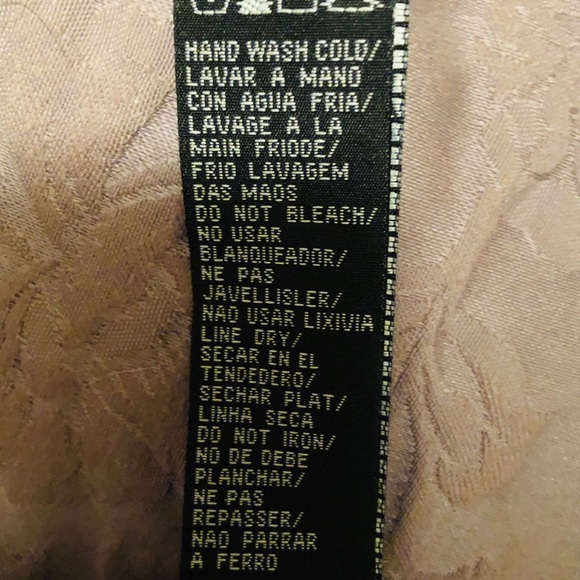 HAND WASH COLD/
LAVAR A MANO
CON AGUA FRIA/
LAVAGE A LA
MAIN FRIODE/
FRIO LAVAGEM
DAS MAOS
DO NOT BLEACH/
NO USAR
BLANQUEADOR/
NE PAS
JAVELLISLER/
NAO USAR LIXIVIA
LINE DRY/
SECAR EN EL
TENDEDERO/
SECHAR PLAT/
LINHA SECA
DO NOT IRON/
NO DE DEBE
PLANCHAR/
NE PAS
REPASSER/
NAO PARRAR
A FERRO